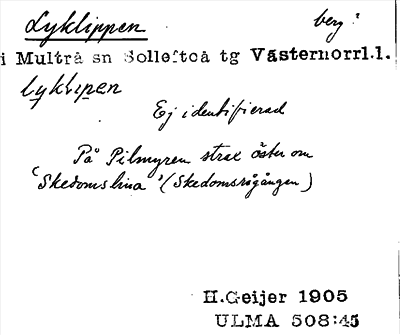 Lyklippen berg?
i Multrå sn Sollefteå tg Västernorrl.l.
lyklipen
Ej identifierad
På Pilmyren strax öster om
'Skedomslina' (Skedomsrågången)
H.Geijer 1905
ULMA 508:45